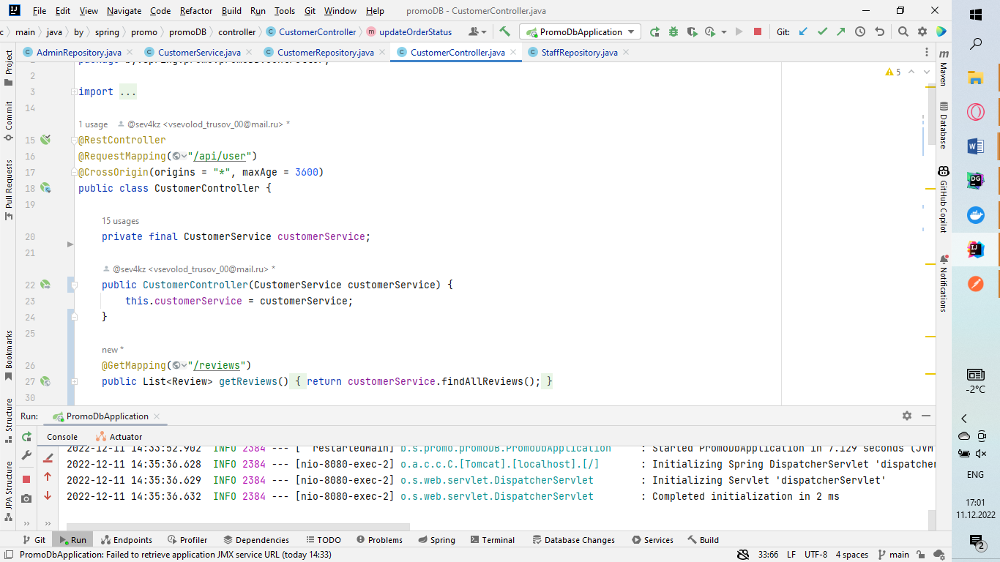 File Edit View Navigate Code Refactor Build Run Tools Git Window Help promoDB - CustomerController.java
c main java by spring promo promoDB controller CustomerController updateOrderStatus PromoDbApplication Git:
AdminRepository.java CustomerService.java CustomerRepository.java CustomerController.java StaffRepository.java
2
3 import ...
14
1 usage @sev4kz <vsevolod_trusov_00@mail.ru> *
15 @RestController
16 @RequestMapping("/api/user")
17 @CrossOrigin(origins = "*", maxAge = 3600)
18 public class CustomerController {
19
15 usages
20 private final CustomerService customerService;
21
@sev4kz <vsevolod_trusov_00@mail.ru> *
22 public CustomerController(CustomerService customerService) {
23 this.customerService = customerService;
24 }
25
new *
26 @GetMapping("/reviews")
27 public List<Review> getReviews() { return customerService.findAllReviews(); }
30
5
Project
Commit
Pull Requests
Bookmarks
Structure
JPA Structure
m Maven
Database
GitHub Copilot
Notifications
Run: PromoDbApplication
Console Actuator
2022-12-11 14:33:52.902 INFO 2384 --- [ restartedMain] b.s.promo.promoDB.PromoDbApplication : Started PromoDbApplication in 7.129 seconds (JVM
2022-12-11 14:35:36.628 INFO 2384 --- [nio-8080-exec-2] o.a.c.c.C.[Tomcat].[localhost].[/] : Initializing Spring DispatcherServlet 'dispatcher
2022-12-11 14:35:36.629 INFO 2384 --- [nio-8080-exec-2] o.s.web.servlet.DispatcherServlet : Initializing Servlet 'dispatcherServlet'
2022-12-11 14:35:36.632 INFO 2384 --- [nio-8080-exec-2] o.s.web.servlet.DispatcherServlet : Completed initialization in 2 ms
Git Run Endpoints Profiler Dependencies TODO Problems Spring Terminal Database Changes Services Build
PromoDbApplication: Failed to retrieve application JMX service URL (today 14:33) 33:66 LF UTF-8 4 spaces main
-2°C
ENG
17:01
11.12.2022
2